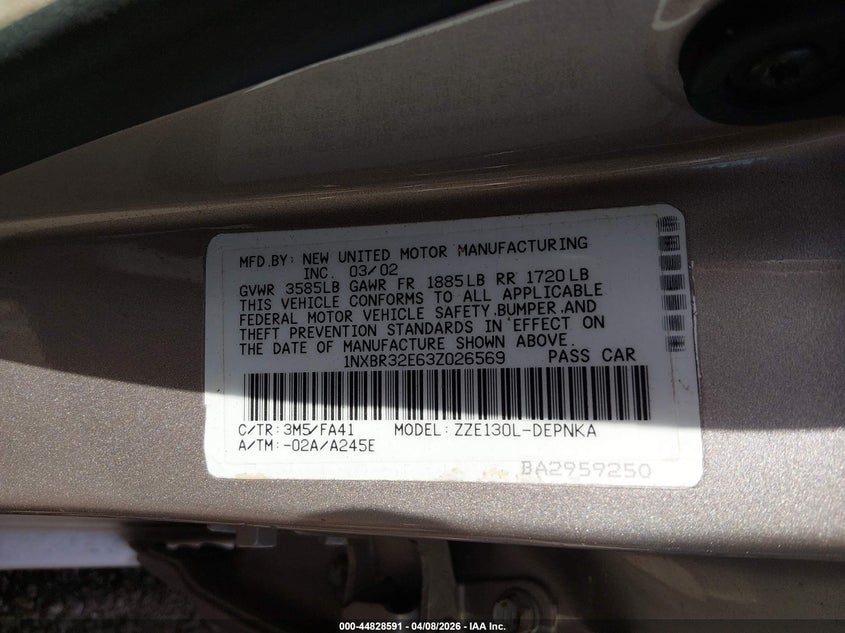 MFD.BY: NEW UNITED MOTOR MANUFACTURING
INC. 03/02
GVWR 3585LB GAWR FR 1885LB RR 1720LB
THIS VEHICLE CONFORMS TO ALL APPLICABLE
FEDERAL MOTOR VEHICLE SAFETY.BUMPER.AND
THEFT PREVENTION STANDARDS IN EFFECT ON
THE DATE OF MANUFACTURE SHOWN ABOVE.
1NXBR32E63Z026569 PASS CAR
C/TR:3M5/FA41 MODEL: ZZE130L-DEPNKA
A/TM:-02A/A245E
BA2959250
000-44828591 - 04/08/2026 - IAA Inc.